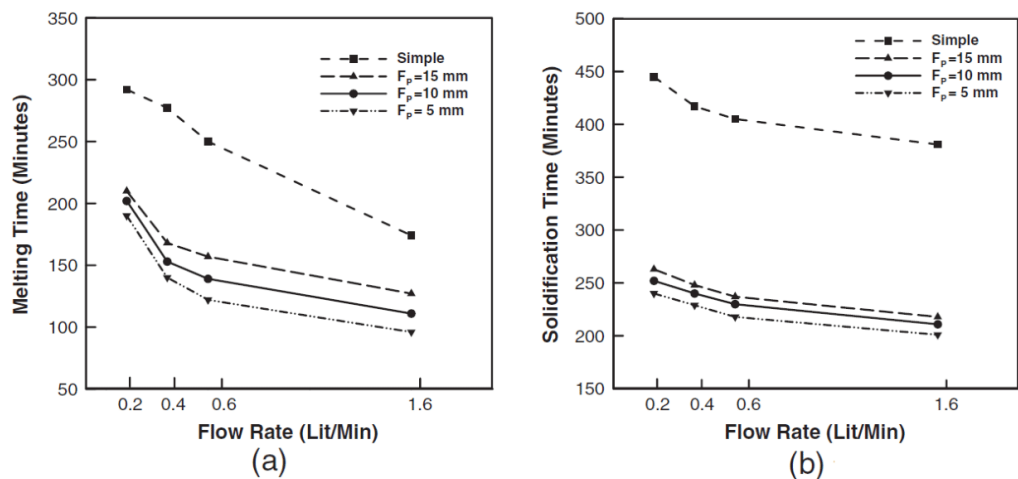 350
300
250
200
150
100
50
Melting Time (Minutes)
Simple
Fₚ=15 mm
Fₚ=10 mm
Fₚ= 5 mm
0.2 0.4 0.6 1.6
Flow Rate (Lit/Min)
(a)
500
450
400
350
300
250
200
150
Solidification Time (Minutes)
Simple
Fₚ=15 mm
Fₚ=10 mm
Fₚ= 5 mm
0.2 0.4 0.6 1.6
Flow Rate (Lit/Min)
(b)